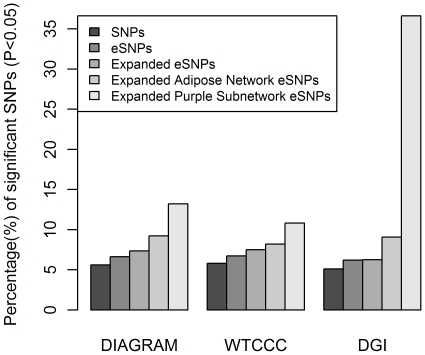 Percentage(%) of significant SNPs (P<0.05)
35
30
25
20
15
10
5
0
SNPs
eSNPs
Expanded eSNPs
Expanded Adipose Network eSNPs
Expanded Purple Subnetwork eSNPs
DIAGRAM WTCCC DGI